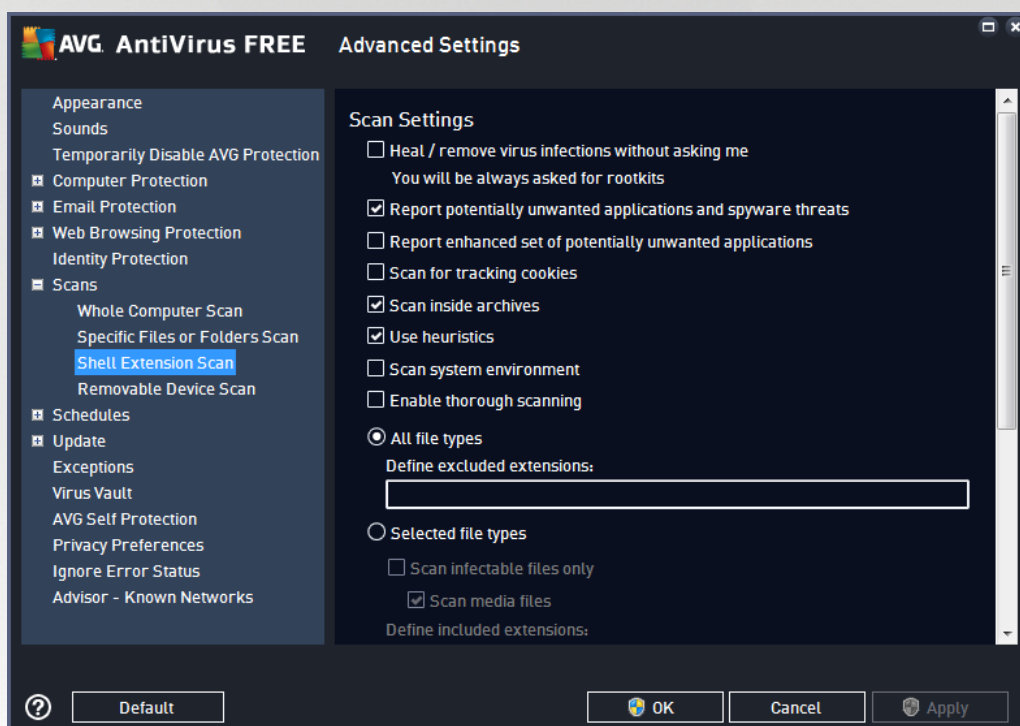 AVG. AntiVirus FREE
Advanced Settings
Appearance
Sounds
Temporarily Disable AVG Protection
Computer Protection
Email Protection
Web Browsing Protection
Identity Protection
Scans
Whole Computer Scan
Specific Files or Folders Scan
Shell Extension Scan
Removable Device Scan
Schedules
Update
Exceptions
Virus Vault
AVG Self Protection
Privacy Preferences
Ignore Error Status
Advisor - Known Networks
Scan Settings
Heal / remove virus infections without asking me
You will be always asked for rootkits
Report potentially unwanted applications and spyware threats
Report enhanced set of potentially unwanted applications
Scan for tracking cookies
Scan inside archives
Use heuristics
Scan system environment
Enable thorough scanning
All file types
Define excluded extensions:
Selected file types
Scan infectable files only
Scan media files
Define included extensions:
?
Default
OK
Cancel
Apply